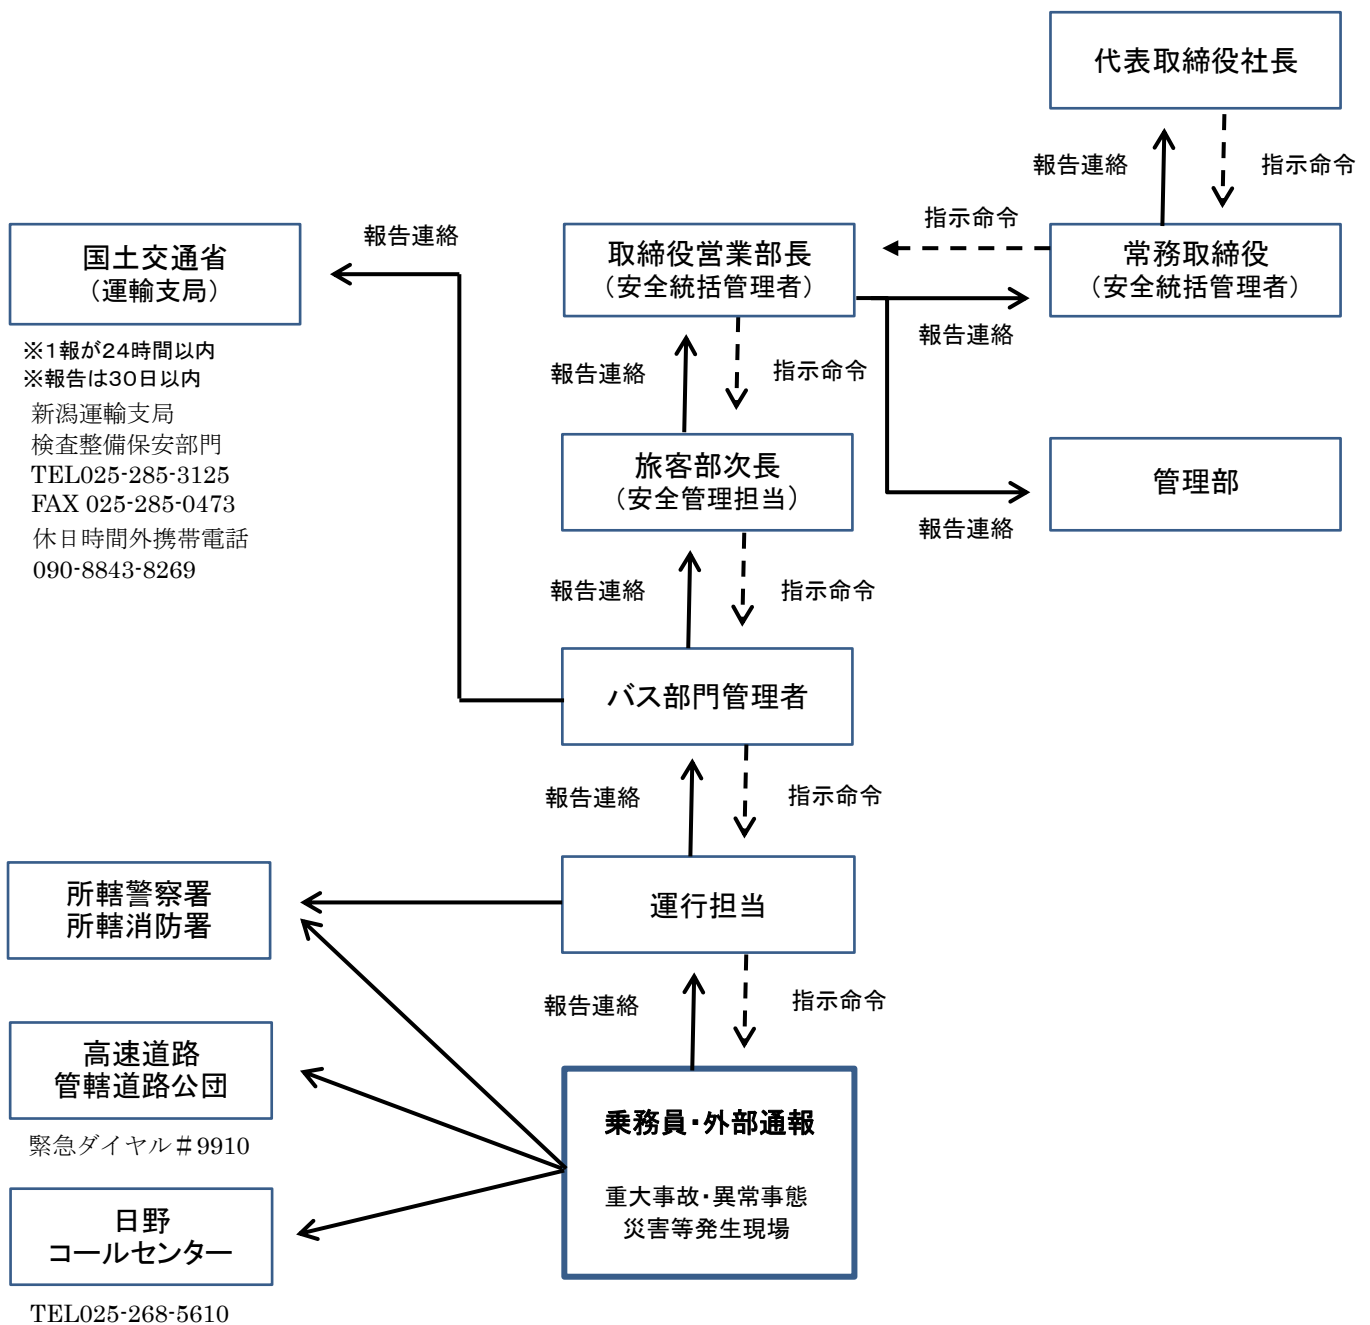 代表取締役社長
報告連絡
指示命令
指示命令
常務取締役
（安全統括管理者）
取締役営業部長
（安全統括管理者）
報告連絡
国土交通省
（運輸支局）
報告連絡
※1報が24時間以内
※報告は30日以内
新潟運輸支局
検査整備保安部門
TEL025-285-3125
FAX 025-285-0473
休日時間外携帯電話
090-8843-8269
報告連絡
指示命令
旅客部次長
（安全管理担当）
管理部
報告連絡
報告連絡
指示命令
バス部門管理者
報告連絡
指示命令
所轄警察署
所轄消防署
運行担当
報告連絡
指示命令
高速道路
管轄道路公団
緊急ダイヤル＃9910
乗務員・外部通報
重大事故・異常事態
災害等発生現場
日野
コールセンター
TEL025-268-5610